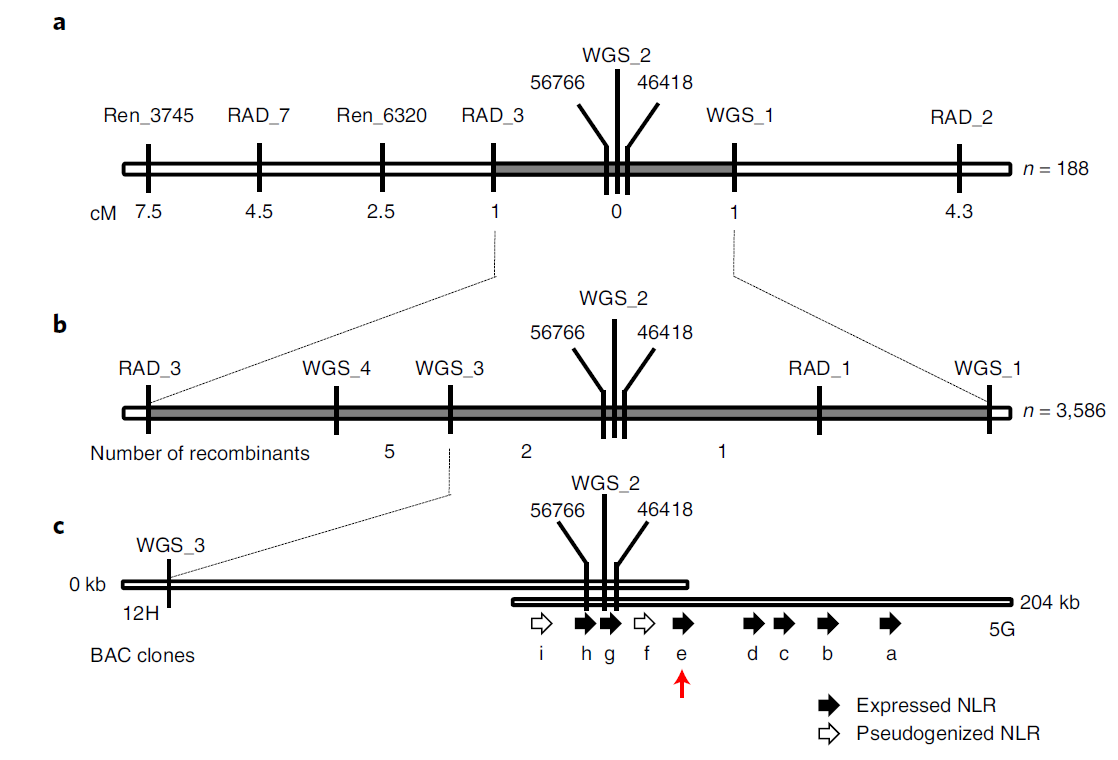 a
WGS_2
56766 46418
Ren_3745 RAD_7 Ren_6320 RAD_3 WGS_1 RAD_2
n = 188
cM 7.5 4.5 2.5 1 0 1 4.3
b
WGS_2
56766 46418
RAD_3 WGS_4 WGS_3 RAD_1 WGS_1
n = 3,586
Number of recombinants 5 2 1
c
WGS_2
56766 46418
WGS_3
0 kb
204 kb
12H
5G
BAC clones i h g f e d c b a
Expressed NLR
Pseudogenized NLR